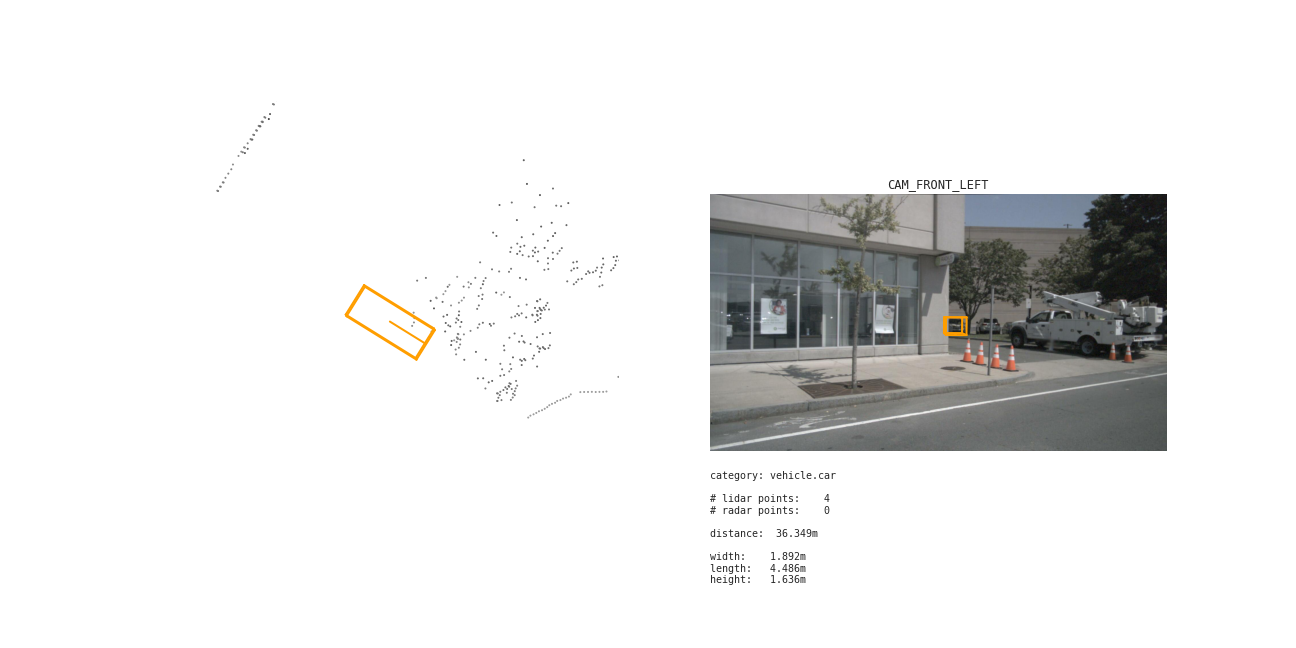 CAM_FRONT_LEFT
category: vehicle.car
# lidar points:    4
# radar points:    0
distance:  36.349m
width:    1.892m
length:   4.486m
height:   1.636m